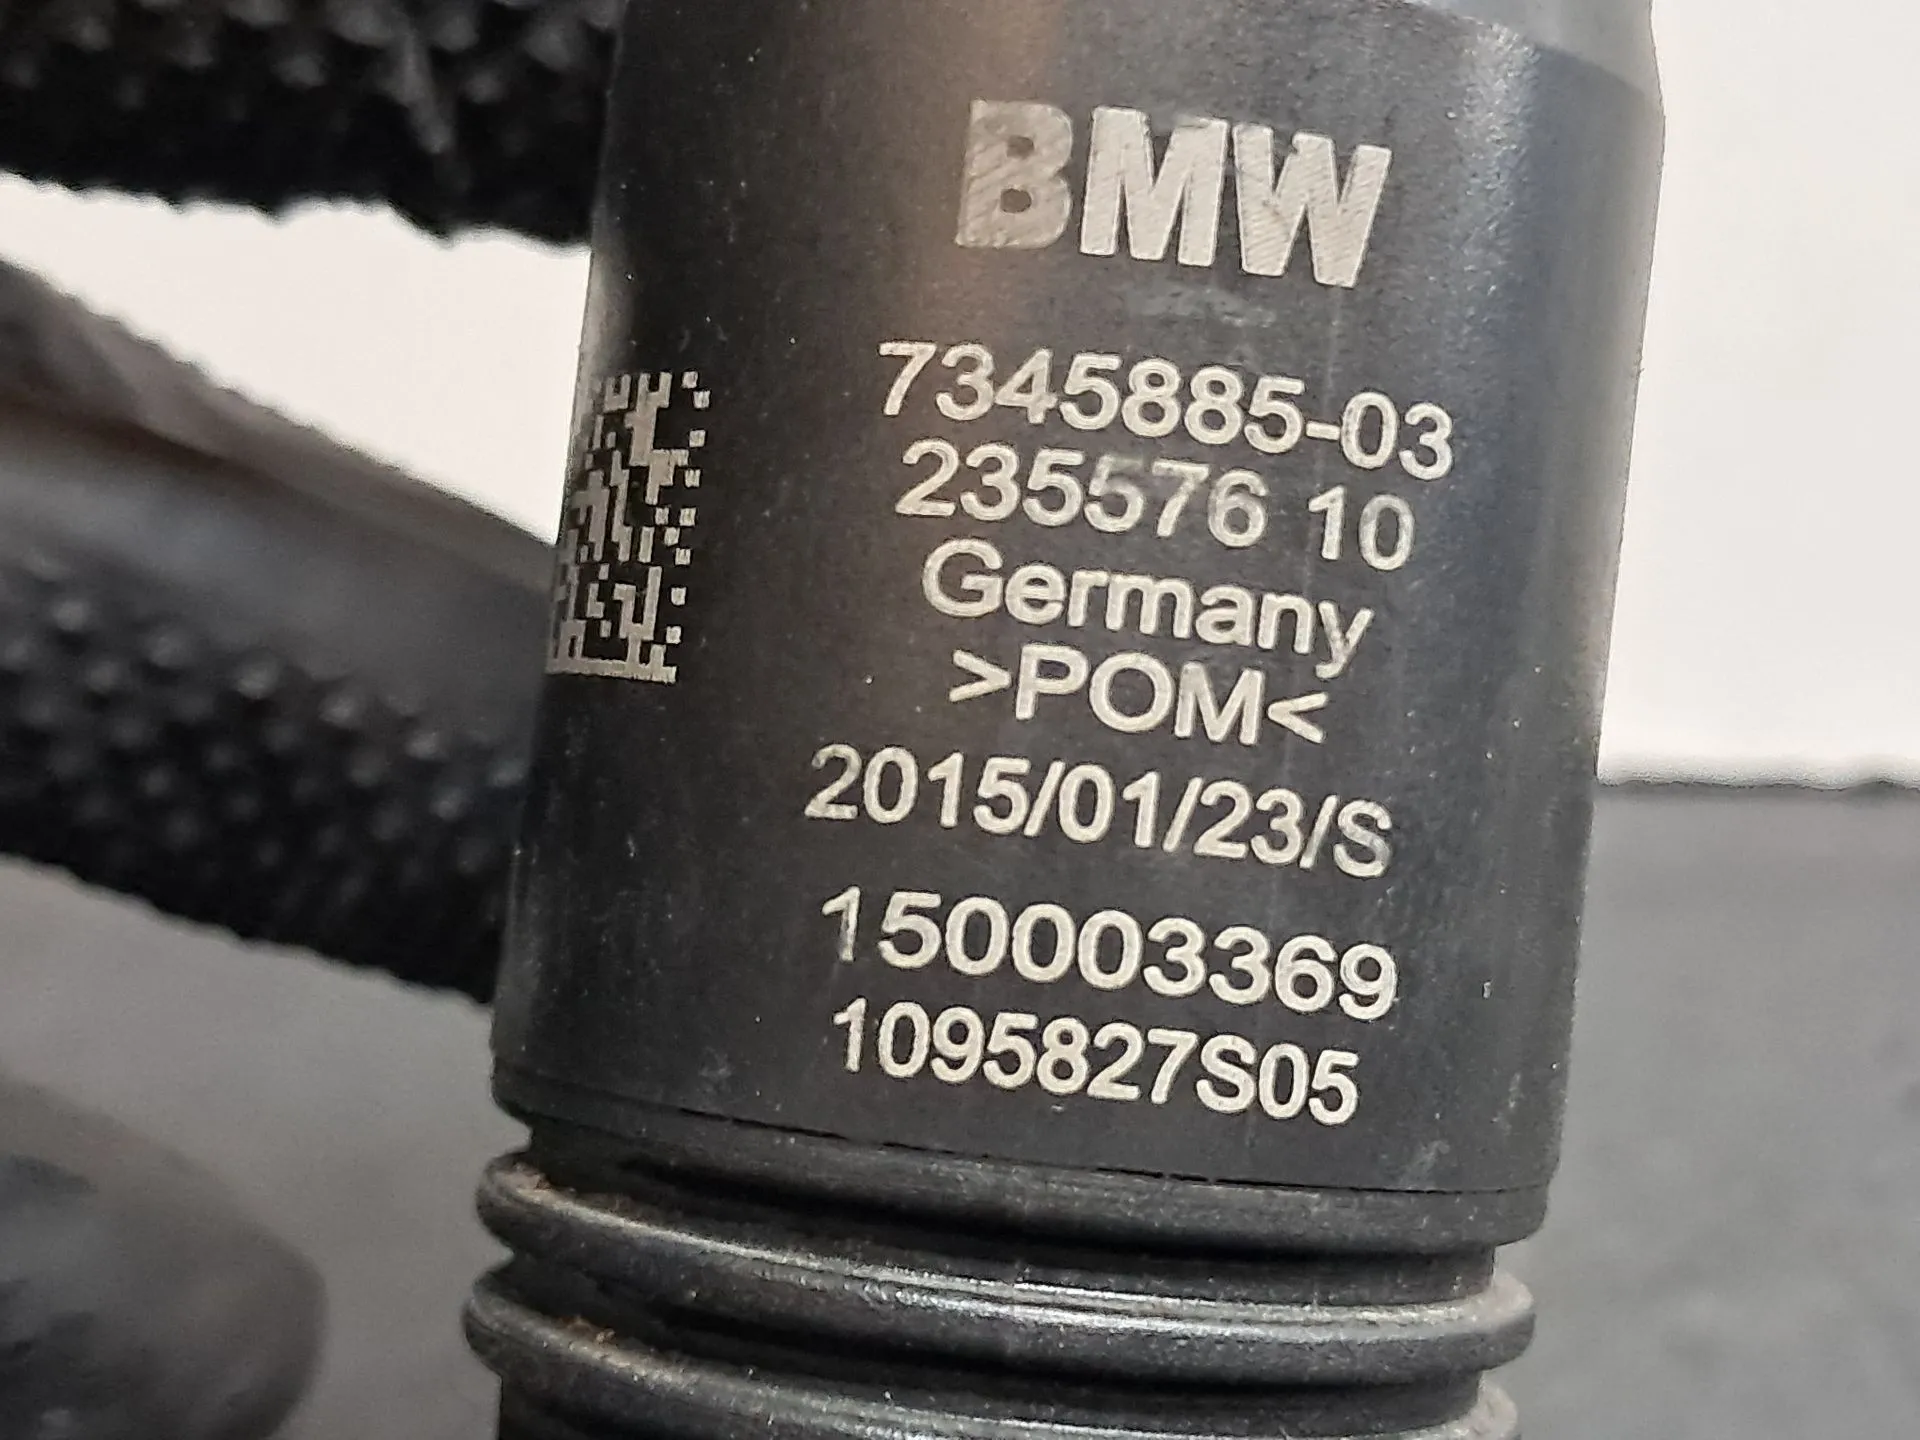 BMW
7345885-03
235576 10
Germany
>POM<
2015/01/23/S
150003369
1095827S05